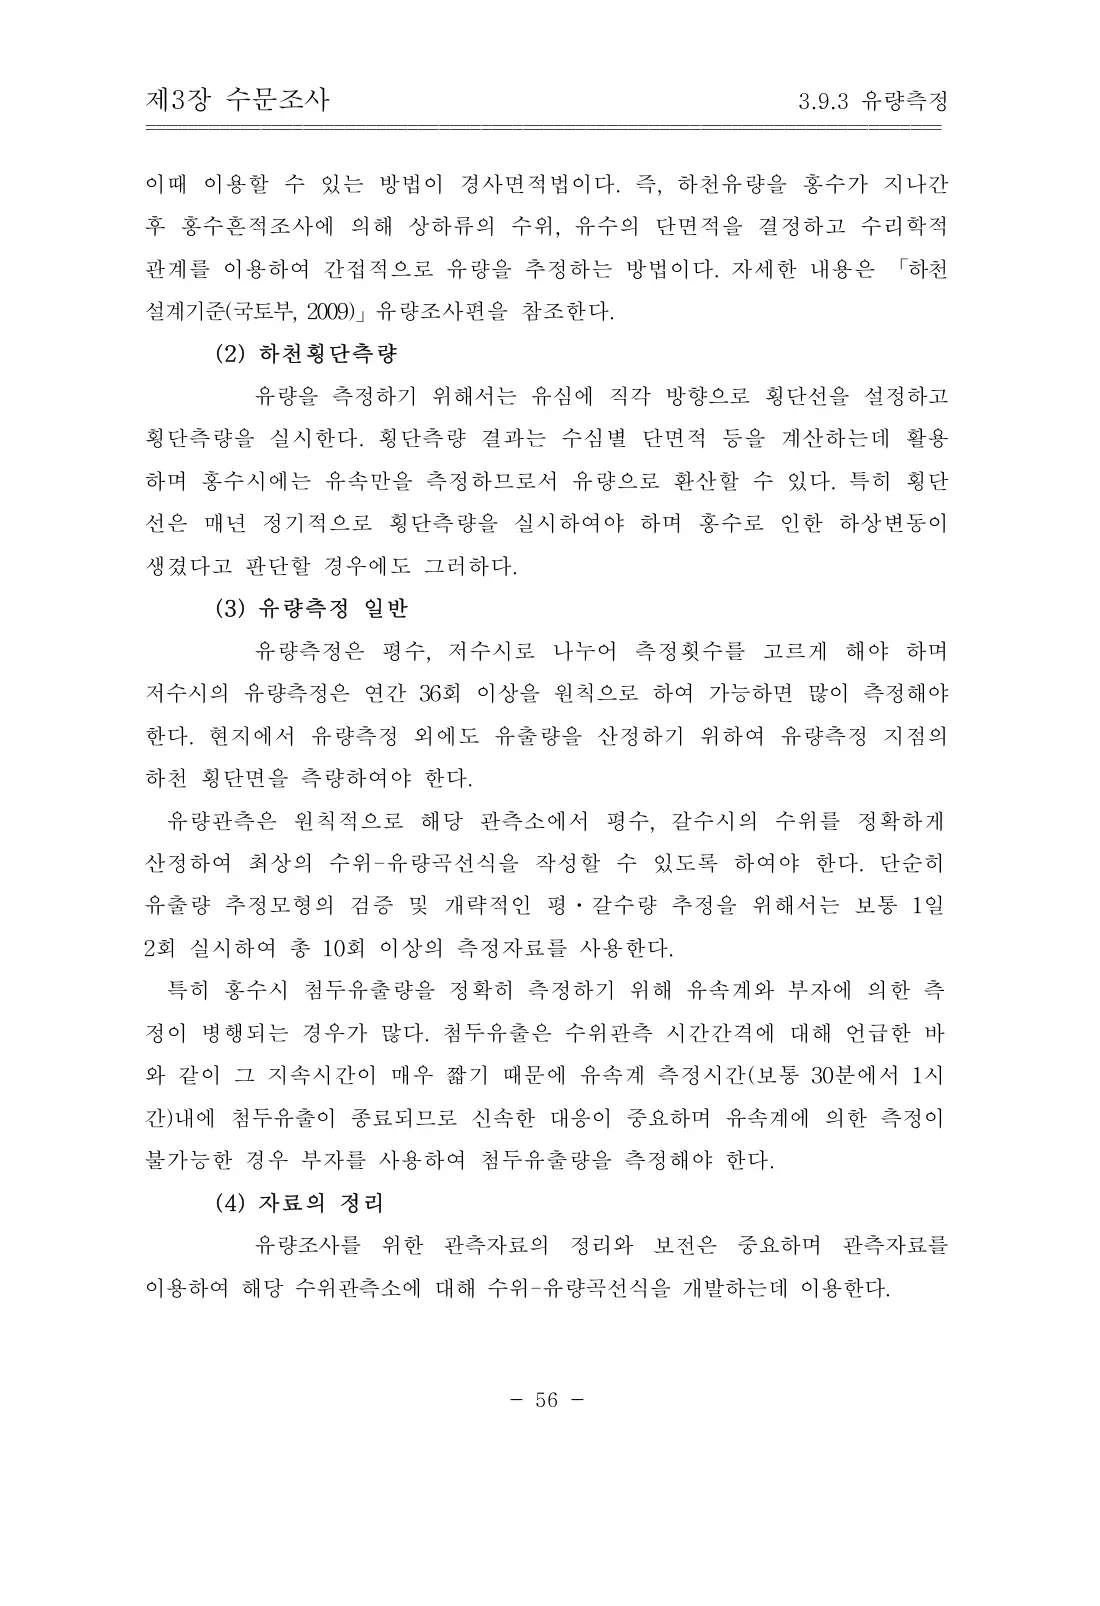 제3장 수문조사 3.9.3 유량측정
이때 이용할 수 있는 방법이 경사면적법이다. 즉, 하천유량을 홍수가 지나간
후 홍수흔적조사에 의해 상하류의 수위, 유수의 단면적을 결정하고 수리학적
관계를 이용하여 간접적으로 유량을 추정하는 방법이다. 자세한 내용은 「하천
설계기준(국토부, 2009)」유량조사편을 참조한다.
(2) 하천횡단측량
유량을 측정하기 위해서는 유심에 직각 방향으로 횡단선을 설정하고
횡단측량을 실시한다. 횡단측량 결과는 수심별 단면적 등을 계산하는데 활용
하며 홍수시에는 유속만을 측정하므로서 유량으로 환산할 수 있다. 특히 횡단
선은 매년 정기적으로 횡단측량을 실시하여야 하며 홍수로 인한 하상변동이
생겼다고 판단할 경우에도 그러하다.
(3) 유량측정 일반
유량측정은 평수, 저수시로 나누어 측정횟수를 고르게 해야 하며
저수시의 유량측정은 연간 36회 이상을 원칙으로 하여 가능하면 많이 측정해야
한다. 현지에서 유량측정 외에도 유출량을 산정하기 위하여 유량측정 지점의
하천 횡단면을 측량하여야 한다.
유량관측은 원칙적으로 해당 관측소에서 평수, 갈수시의 수위를 정확하게
산정하여 최상의 수위-유량곡선식을 작성할 수 있도록 하여야 한다. 단순히
유출량 추정모형의 검증 및 개략적인 평・갈수량 추정을 위해서는 보통 1일
2회 실시하여 총 10회 이상의 측정자료를 사용한다.
특히 홍수시 첨두유출량을 정확히 측정하기 위해 유속계와 부자에 의한 측
정이 병행되는 경우가 많다. 첨두유출은 수위관측 시간간격에 대해 언급한 바
와 같이 그 지속시간이 매우 짧기 때문에 유속계 측정시간(보통 30분에서 1시
간)내에 첨두유출이 종료되므로 신속한 대응이 중요하며 유속계에 의한 측정이
불가능한 경우 부자를 사용하여 첨두유출량을 측정해야 한다.
(4) 자료의 정리
유량조사를 위한 관측자료의 정리와 보전은 중요하며 관측자료를
이용하여 해당 수위관측소에 대해 수위-유량곡선식을 개발하는데 이용한다.
- 56 -